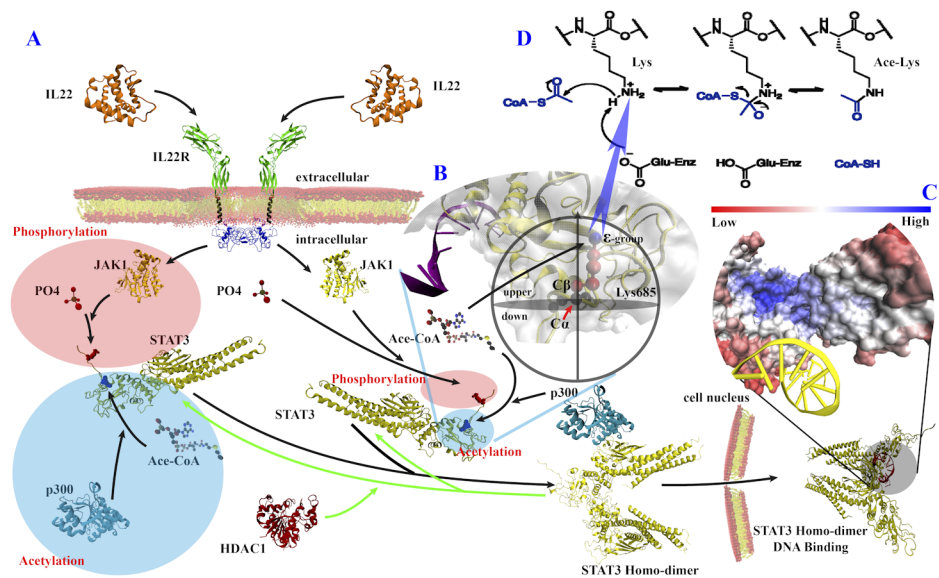 A
IL22
IL22
IL22R
extracellular
intracellular
Phosphorylation
JAK1
PO4
STAT3
Ace-CoA
p300
Acetylation
HDAC1
JAK1
PO4
Ace-CoA
Phosphorylation
STAT3
Acetylation
p300
STAT3 Homo-dimer
cell nucleus
STAT3 Homo-dimer
DNA Binding
B
ε-group
Cβ
Lys685
upper
down
Cα
C
Low
High
D
O
O
O
Lys
Ace-Lys
O
CoA-S
H
+
NH₂
CoA-S
+
NH₂
O
NH
O
−
O
Glu-Enz
O
HO
Glu-Enz
O
CoA-SH